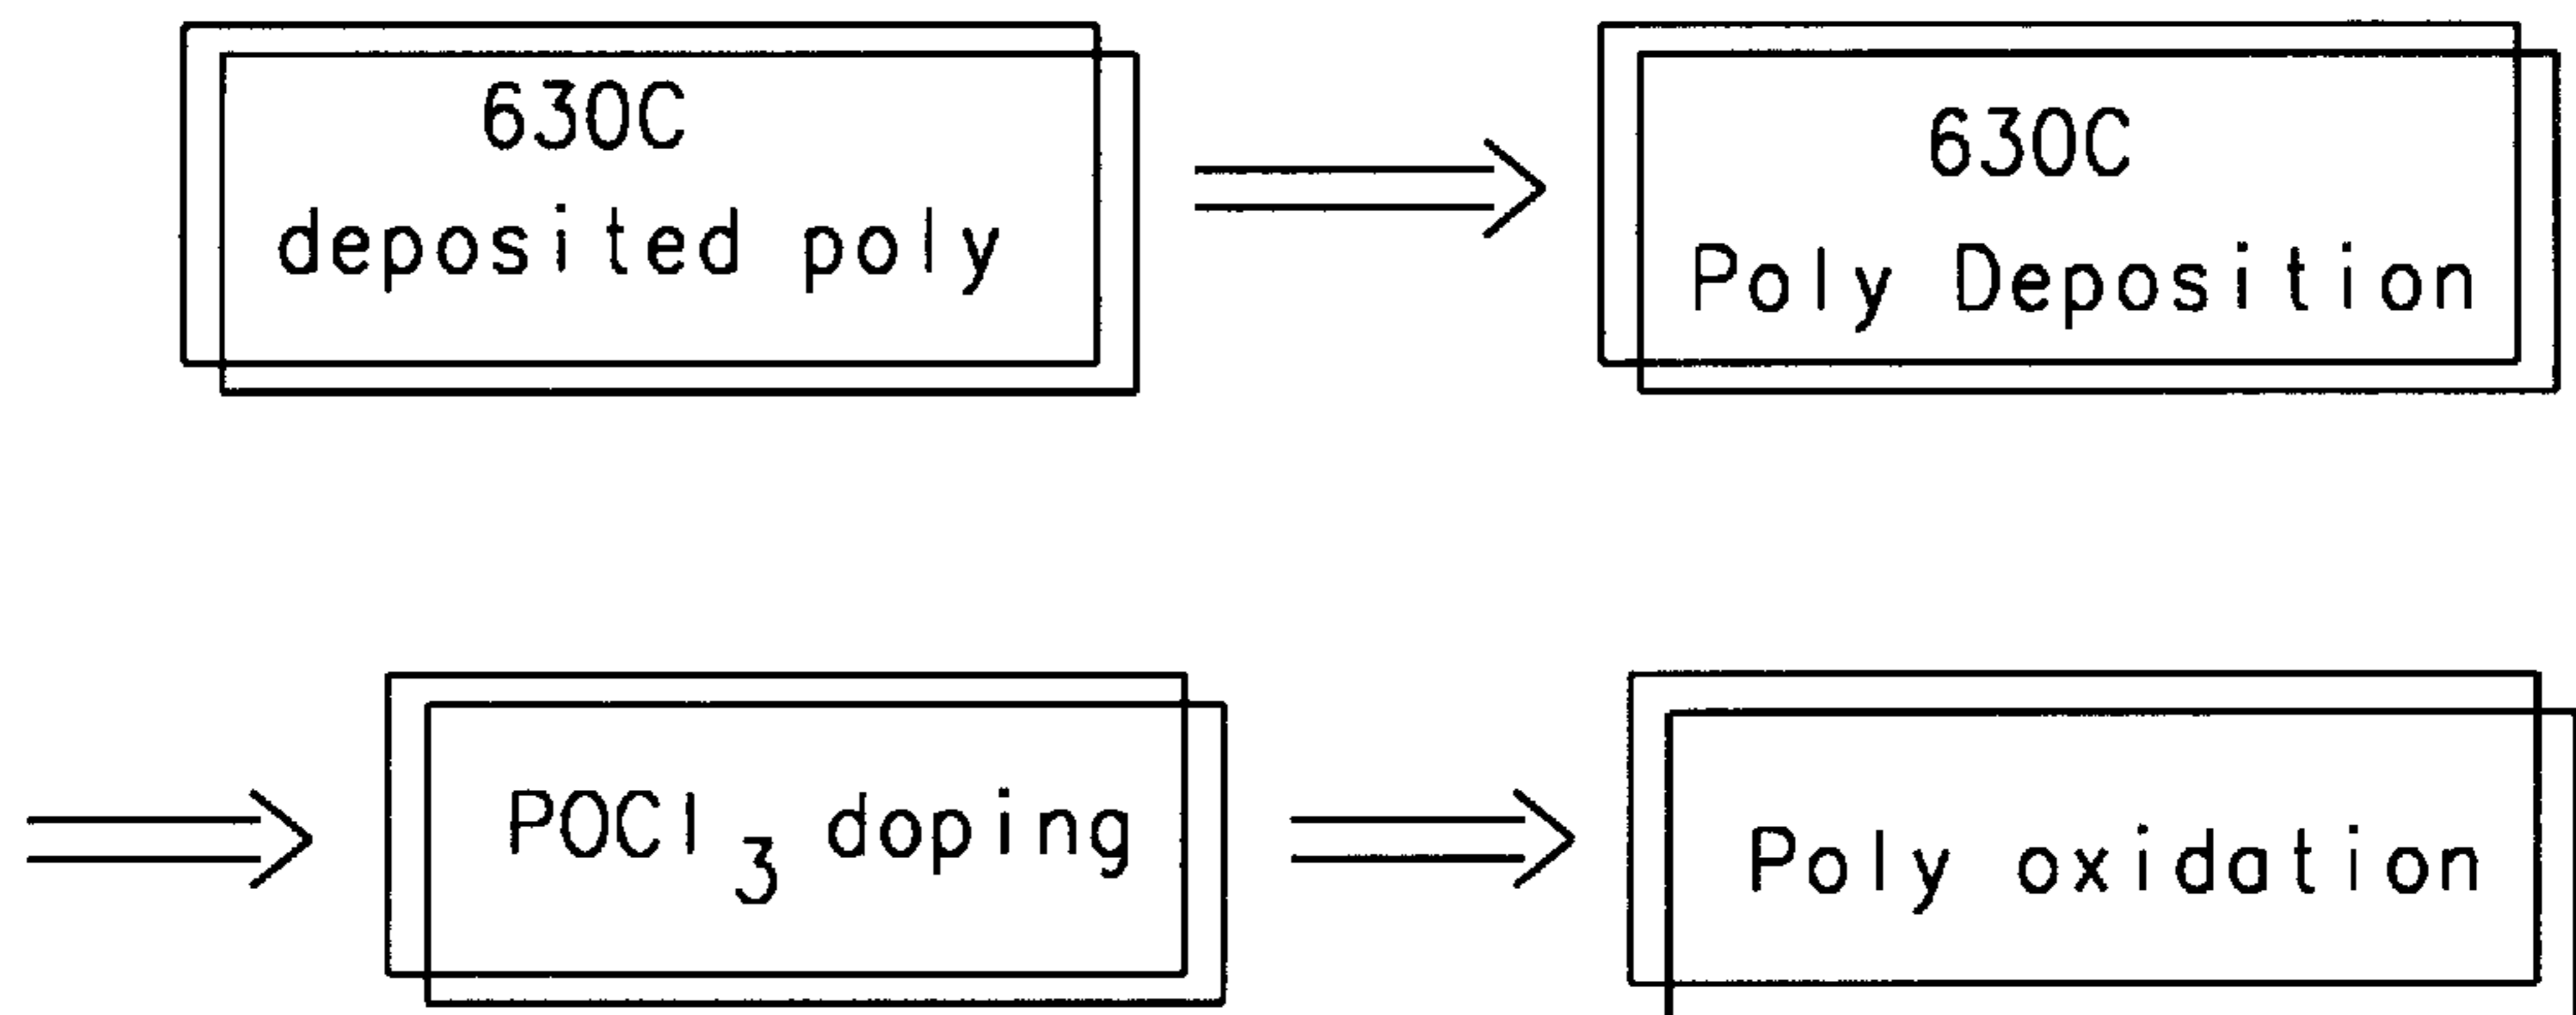 630C
deposited poly
630C
Poly Deposition
POCl₃ doping
Poly oxidation